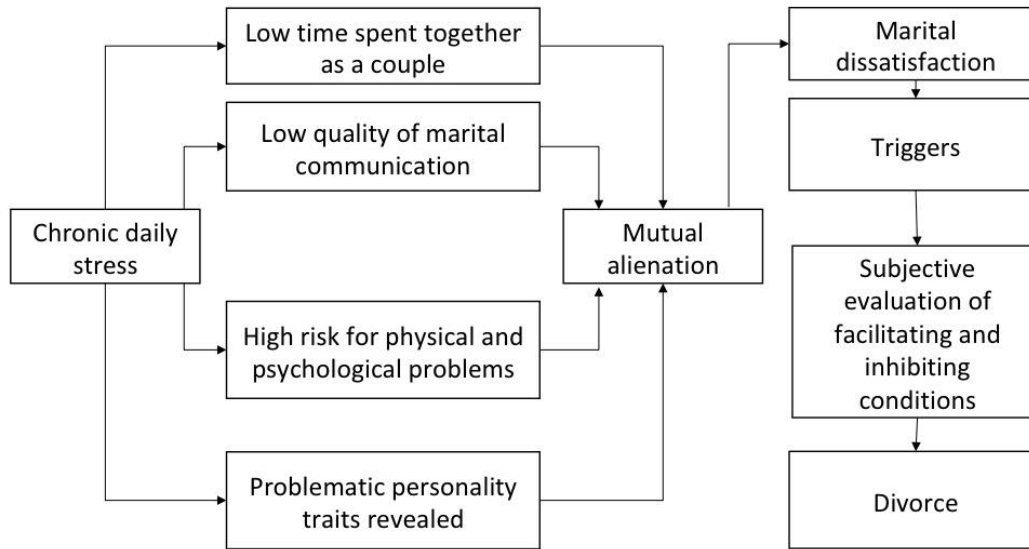 Low time spent together
as a couple
Low quality of marital
communication
Chronic daily
stress
High risk for physical and
psychological problems
Problematic personality
traits revealed
Mutual
alienation
Marital
dissatisfaction
Triggers
Subjective
evaluation of
facilitating and
inhibiting
conditions
Divorce